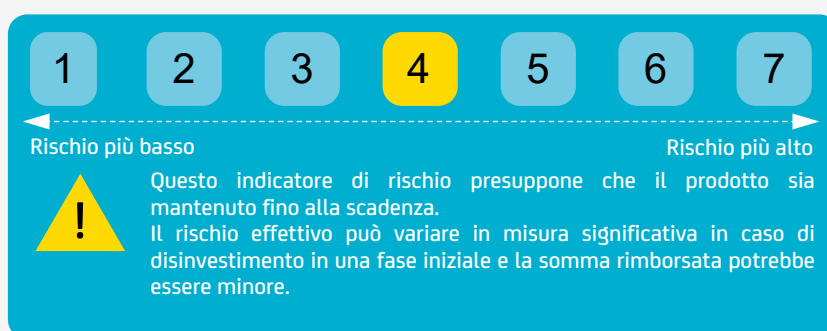 1 2 3 4 5 6 7
Rischio più basso Rischio più alto
!
Questo indicatore di rischio presuppone che il prodotto sia
mantenuto fino alla scadenza.
Il rischio effettivo può variare in misura significativa in caso di
disinvestimento in una fase iniziale e la somma rimborsata potrebbe
essere minore.